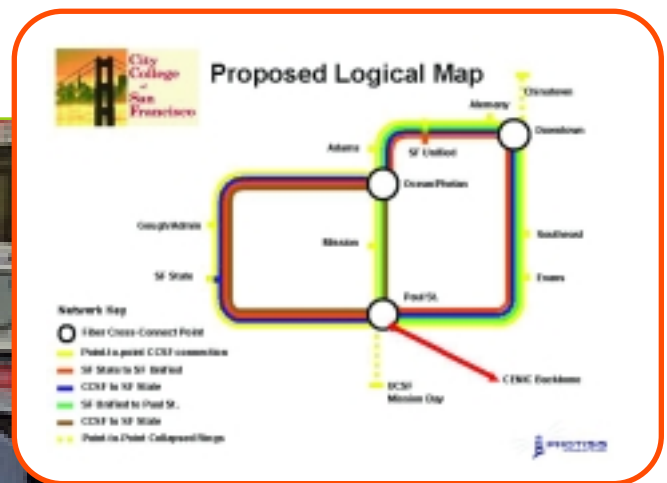 City
College
of
San
Francisco
Proposed Logical Map
Chinatown
Alemany
Downtown
Adams
SF Unified
Ocean/Phelan
Gough/Admin
Mission
Southeast
SF State
Evans
Paul St.
Network Key
Fiber Cross-Connect Point
Point-to-point CCSF connection
SF State to SF Unified
CCSF to SF State
SF Unified to Paul St.
CCSF to SF State
Point-to-Point Collapsed Rings
UCSF
Mission Bay
CENIC Backbone